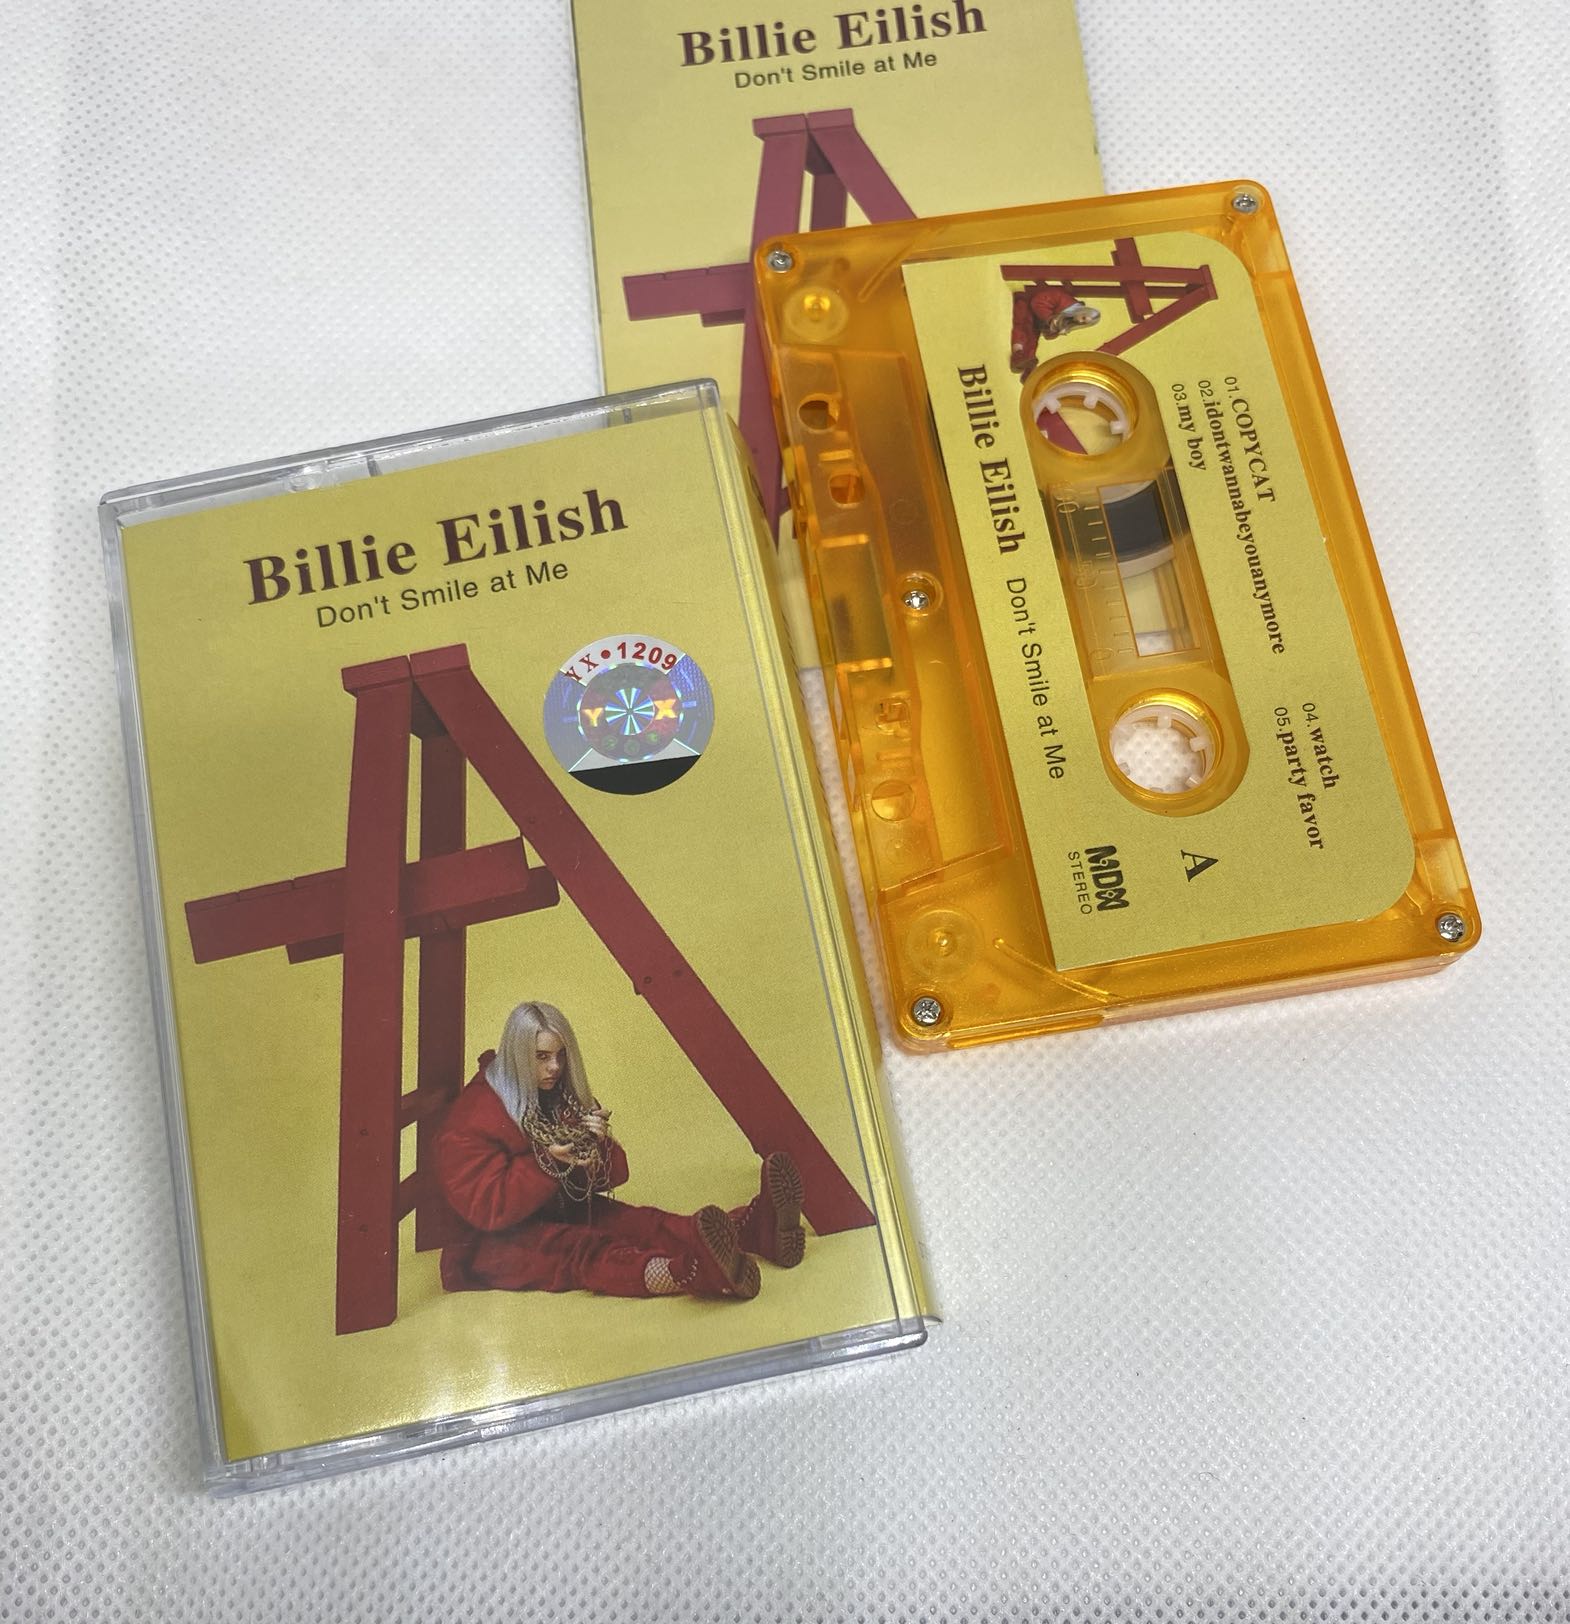 Billie Eilish
Don't Smile at Me
Billie Eilish
Don't Smile at Me
YX•1209
Y X
01.COPYCAT
02.idontwannabeyouanymore
03.my boy
04.watch
05.party favor
Billie Eilish Don't Smile at Me
A
MDX
STEREO